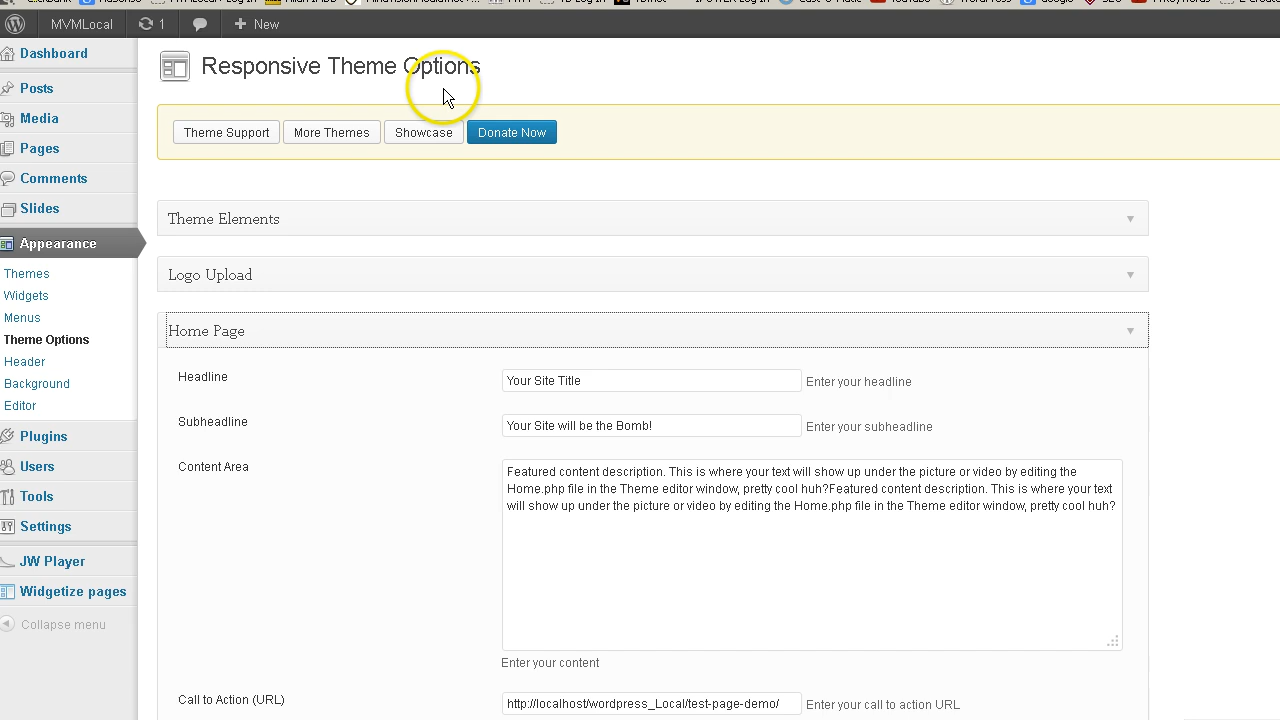 MVMLocal
1
+ New
Dashboard
Posts
Media
Pages
Comments
Slides
Appearance
Themes
Widgets
Menus
Theme Options
Header
Background
Editor
Plugins
Users
Tools
Settings
JW Player
Widgetize pages
Collapse menu
Responsive Theme Options
Theme Support
More Themes
Showcase
Donate Now
Theme Elements
Logo Upload
Home Page
Headline
Your Site Title
Enter your headline
Subheadline
Your Site will be the Bomb!
Enter your subheadline
Content Area
Featured content description. This is where your text will show up under the picture or video by editing the
Home.php file in the Theme editor window, pretty cool huh?Featured content description. This is where your text
will show up under the picture or video by editing the Home.php file in the Theme editor window, pretty cool huh?
Enter your content
Call to Action (URL)
http://localhost/wordpress_Local/test-page-demo/
Enter your call to action URL